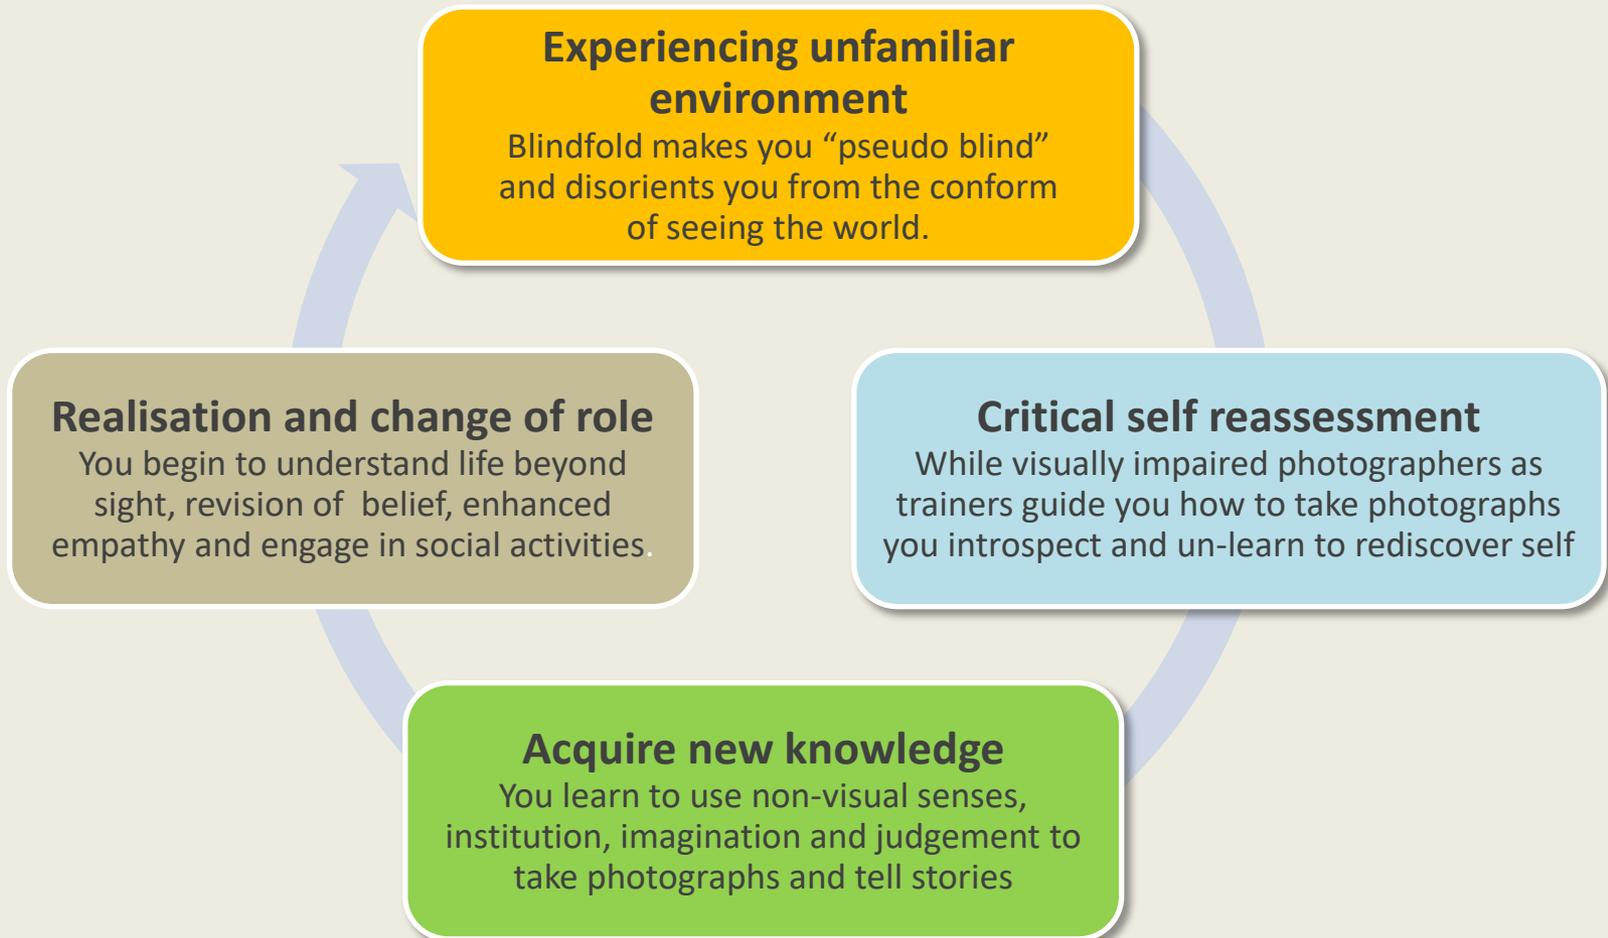 Experiencing unfamiliar
environment
Blindfold makes you “pseudo blind”
and disorients you from the conform
of seeing the world.
Critical self reassessment
While visually impaired photographers as
trainers guide you how to take photographs
you introspect and un-learn to rediscover self
Acquire new knowledge
You learn to use non-visual senses,
institution, imagination and judgement to
take photographs and tell stories
Realisation and change of role
You begin to understand life beyond
sight, revision of  belief, enhanced
empathy and engage in social activities.